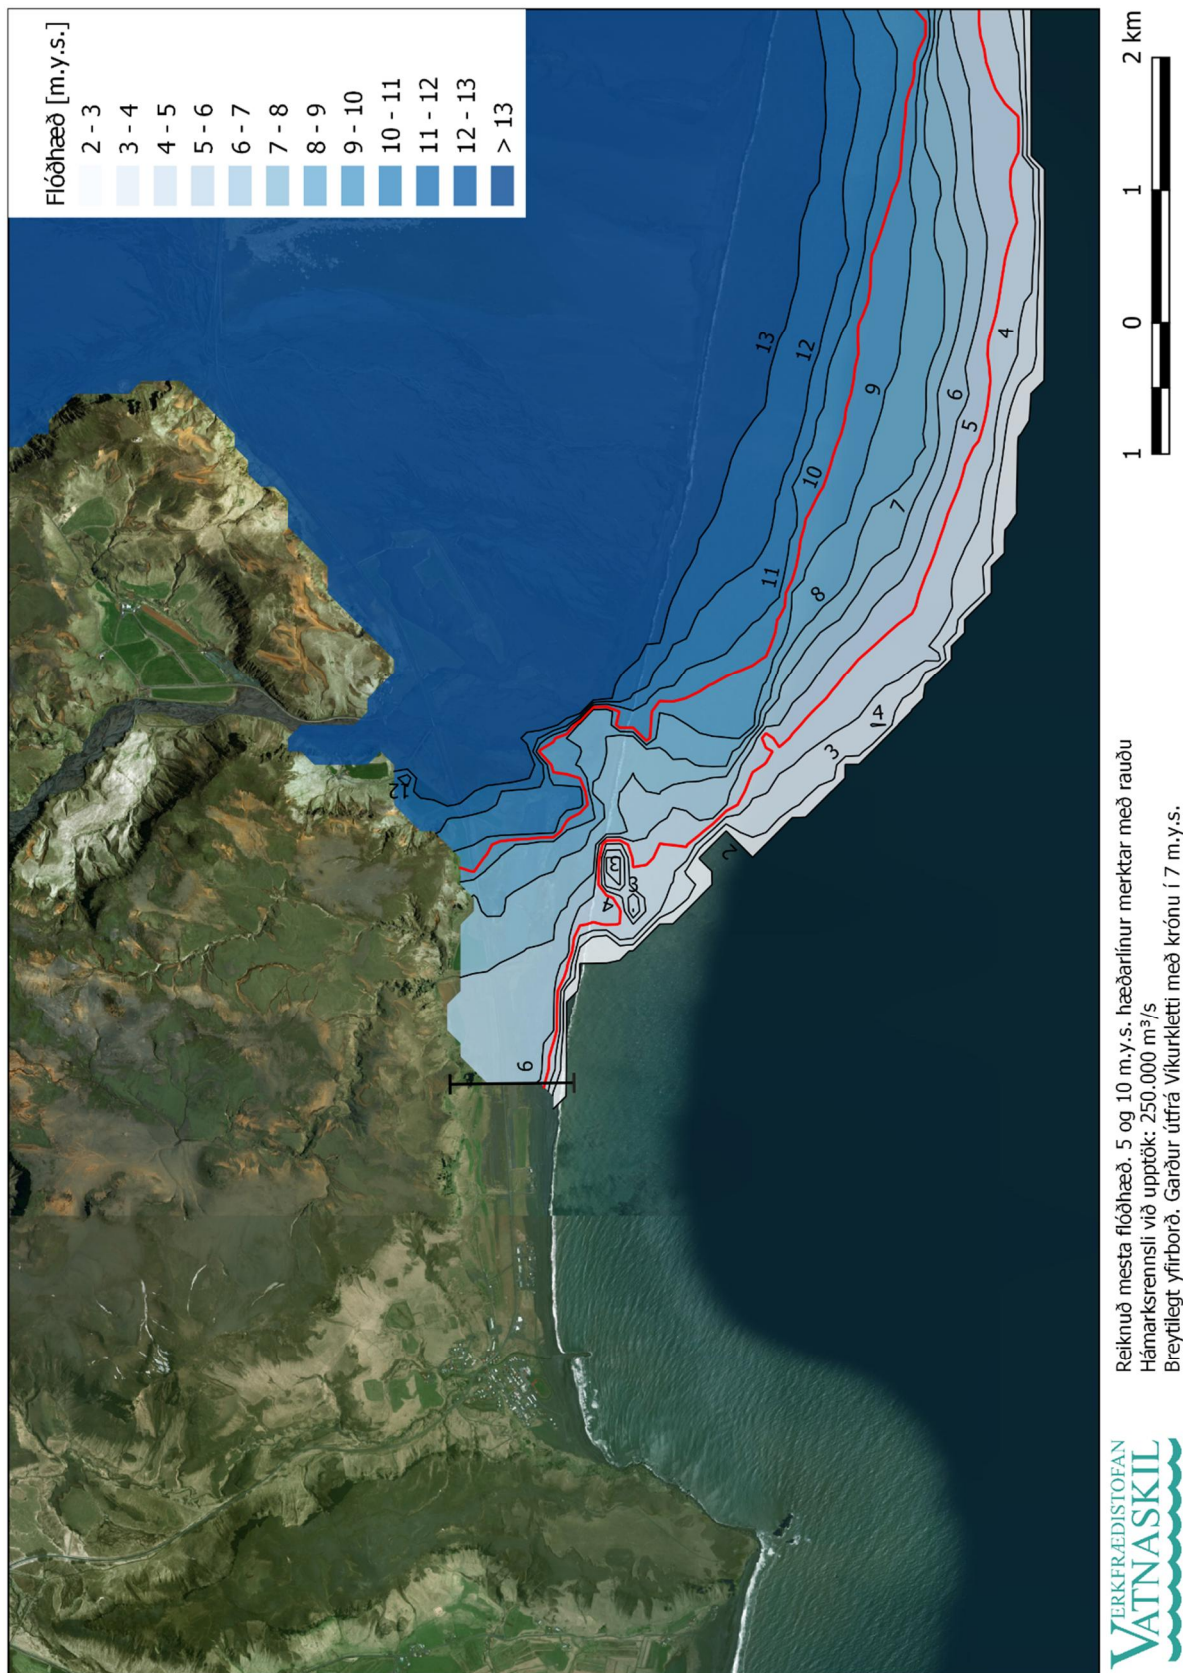 Flóðhæð [m.y.s.]
2 - 3
3 - 4
4 - 5
5 - 6
6 - 7
7 - 8
8 - 9
9 - 10
10 - 11
11 - 12
12 - 13
> 13
12
13
12
11
10
9
8
7
6
5
4
4
3
2
3
3
4
6
1 0 1 2 km
VERKFRÆÐISTOFAN
VATNASKIL
Reiknuð mesta flóðhæð. 5 og 10 m.y.s. hæðarlínur merktar með rauðu
Hámarksrennsli við upptök: 250.000 m³/s
Breytilegt yfirborð. Garður útfrá Víkurkletti með krónu í 7 m.y.s.